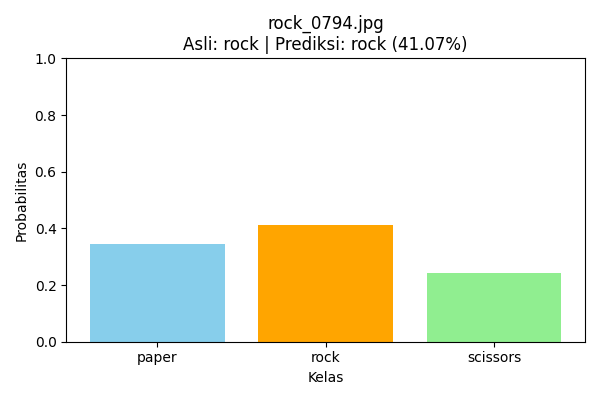 rock_0794.jpg
Asli: rock | Prediksi: rock (41.07%)
1.0
0.8
0.6
0.4
0.2
0.0
Probabilitas
paper
rock
scissors
Kelas